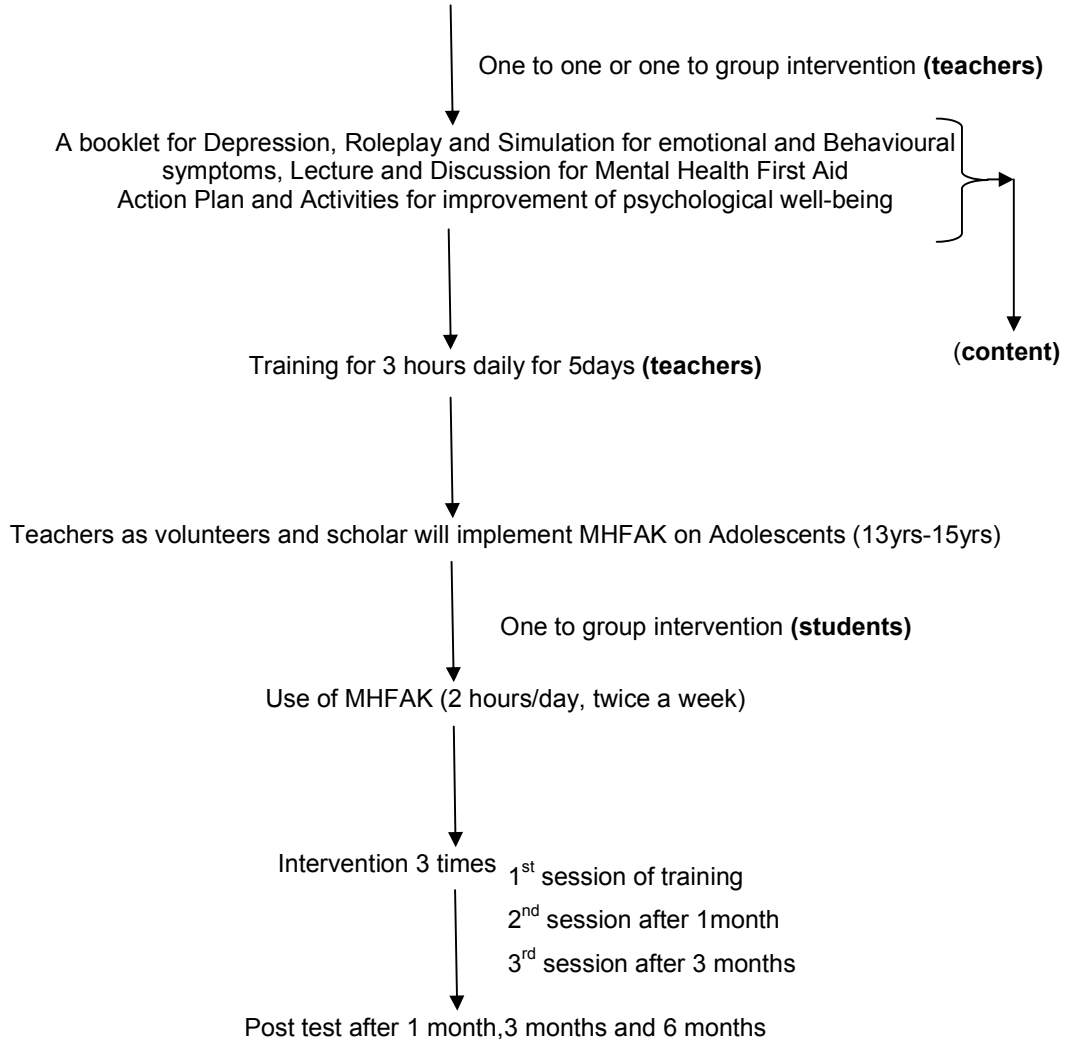 One to one or one to group intervention (teachers)
A booklet for Depression, Roleplay and Simulation for emotional and Behavioural
symptoms, Lecture and Discussion for Mental Health First Aid
Action Plan and Activities for improvement of psychological well-being
(content)
Training for 3 hours daily for 5days (teachers)
Teachers as volunteers and scholar will implement MHFAK on Adolescents (13yrs-15yrs)
One to group intervention (students)
Use of MHFAK (2 hours/day, twice a week)
Intervention 3 times
1st session of training
2nd session after 1month
3rd session after 3 months
Post test after 1 month,3 months and 6 months